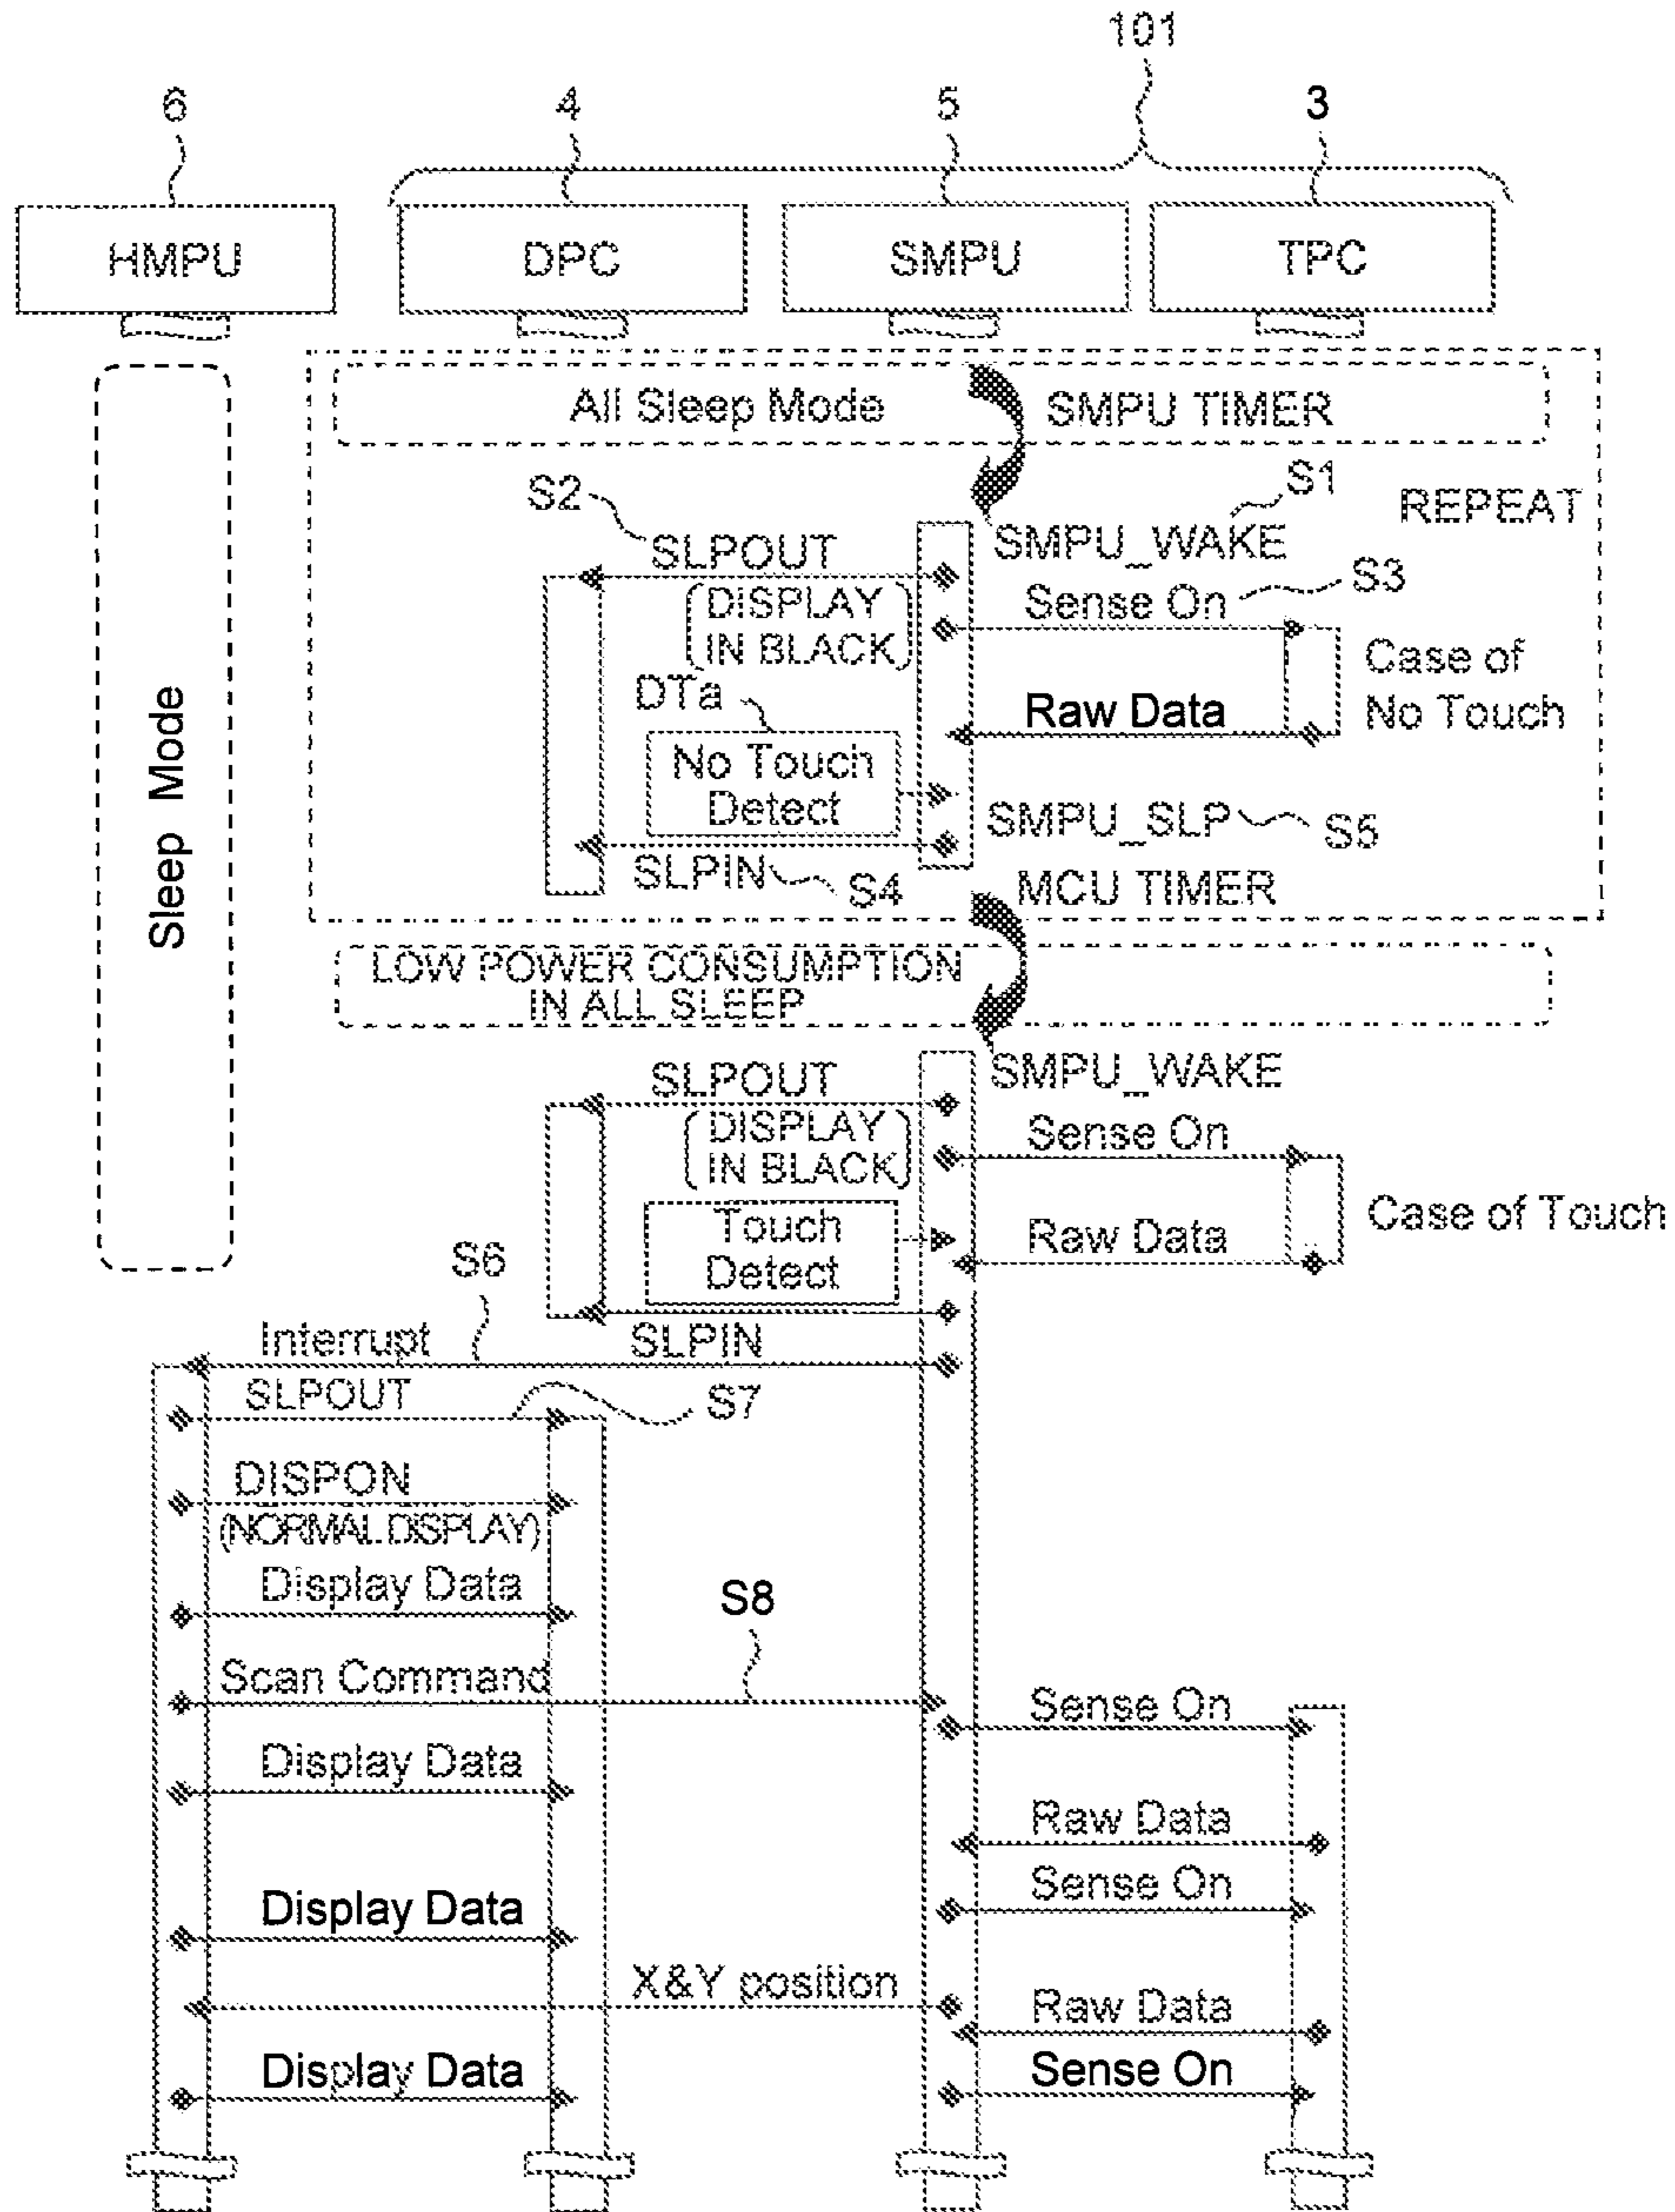 101
6
4
5
3
HMPU
DPC
SMPU
TPC
All Sleep Mode
SMPU TIMER
S2
S1
REPEAT
SLPOUT
SMPU_WAKE
S3
(DISPLAY
IN BLACK)
Sense On
Case of
No Touch
DTa
Raw Data
No Touch
Detect
SMPU_SLP
S5
SLPIN
S4
MCU TIMER
Sleep Mode
LOW POWER CONSUMPTION
IN ALL SLEEP
SLPOUT
SMPU_WAKE
(DISPLAY
IN BLACK)
Sense On
Touch
Detect
Raw Data
Case of Touch
S6
Interrupt
SLPIN
SLPOUT
S7
DISPON
(NORMAL DISPLAY)
Display Data
S8
Scan Command
Sense On
Display Data
Raw Data
Sense On
Display Data
X&Y position
Raw Data
Display Data
Sense On